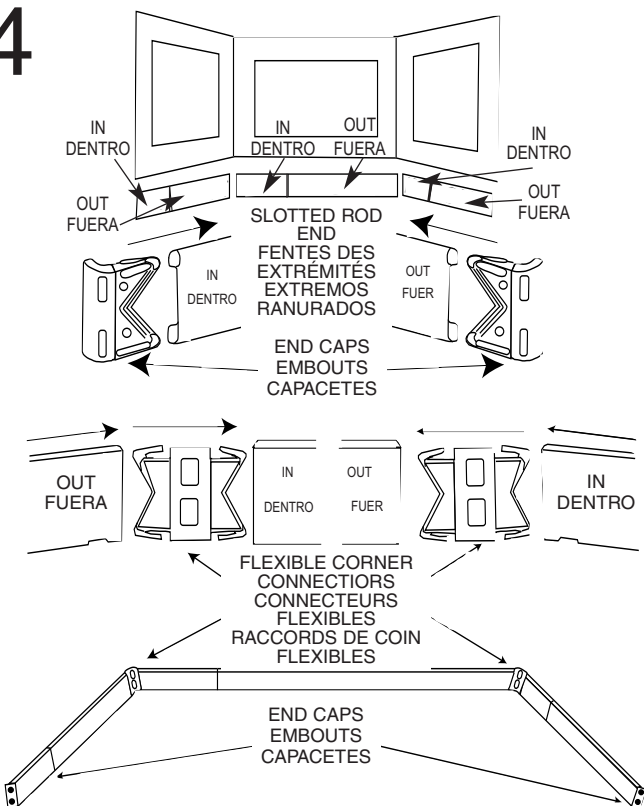 4
IN
DENTRO
OUT
FUERA
IN
DENTRO
OUT
FUERA
IN
DENTRO
OUT
FUERA
SLOTTED ROD
END
FENTES DES
EXTRÉMITÉS
EXTREMOS
RANURADOS
IN
DENTRO
OUT
FUER
END CAPS
EMBOUTS
CAPACETES
OUT
FUERA
IN
DENTRO
OUT
FUER
IN
DENTRO
FLEXIBLE CORNER
CONNECTIORS
CONNECTEURS
FLEXIBLES
RACCORDS DE COIN
FLEXIBLES
END CAPS
EMBOUTS
CAPACETES